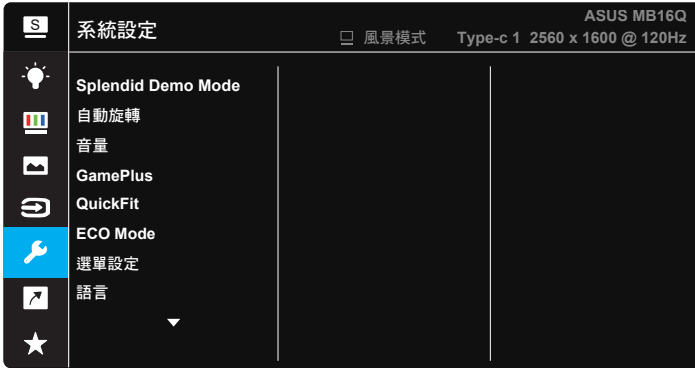 S
系統設定
ASUS MB16Q
風景模式 Type-c 1 2560 x 1600 @ 120Hz
Splendid Demo Mode
自動旋轉
音量
GamePlus
QuickFit
ECO Mode
選單設定
語言